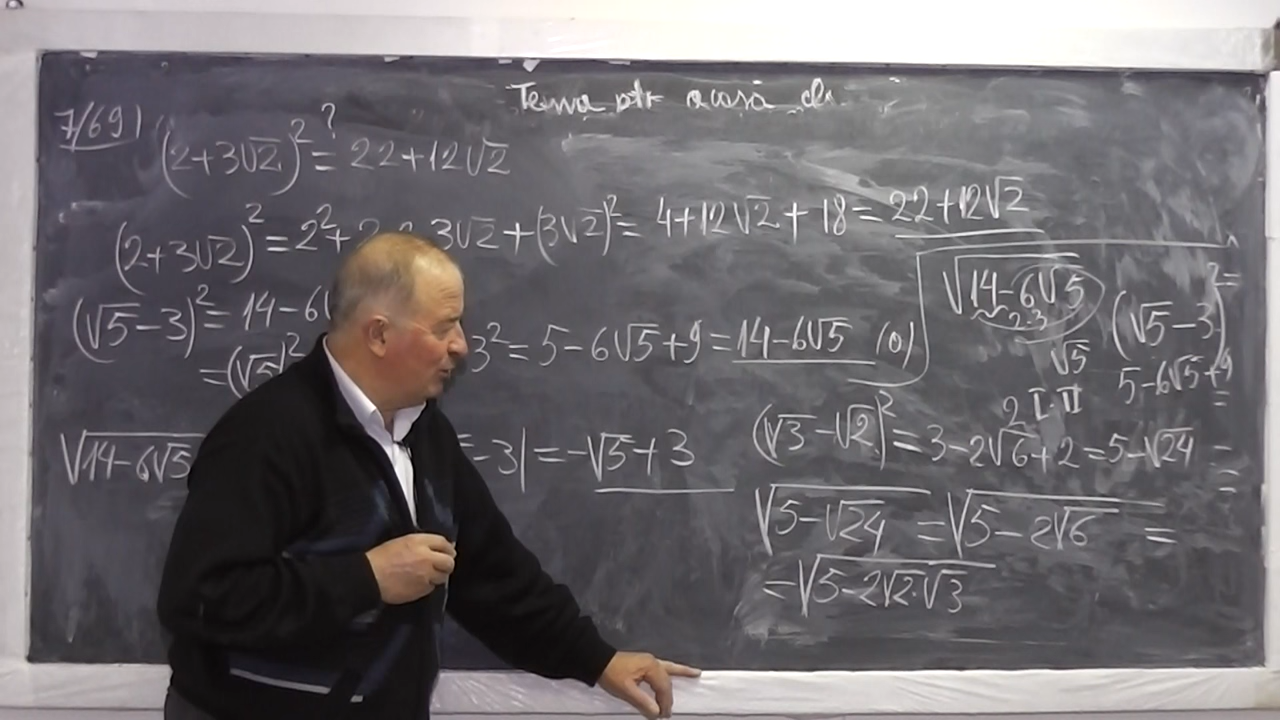 Tema ptr acasă
7/69) (2+3√2)² ≟ 22+12√2
(2+3√2)² = 2²+ 3√2+(3√2)² = 4+12√2+18 = 22+12√2
(√5-3)² = 14-6
=(√5)² 3² = 5-6√5+9 = 14-6√5
√14-6√5 -3| = -√5+3
√14-6√5
2·3
√5
(√5-3)² =
5-6√5+9
=
2 I·II
(√3-√2)² = 3-2√6+2 = 5-√24
√5-√24 = √5-2√6 =
= √5-2√2·√3